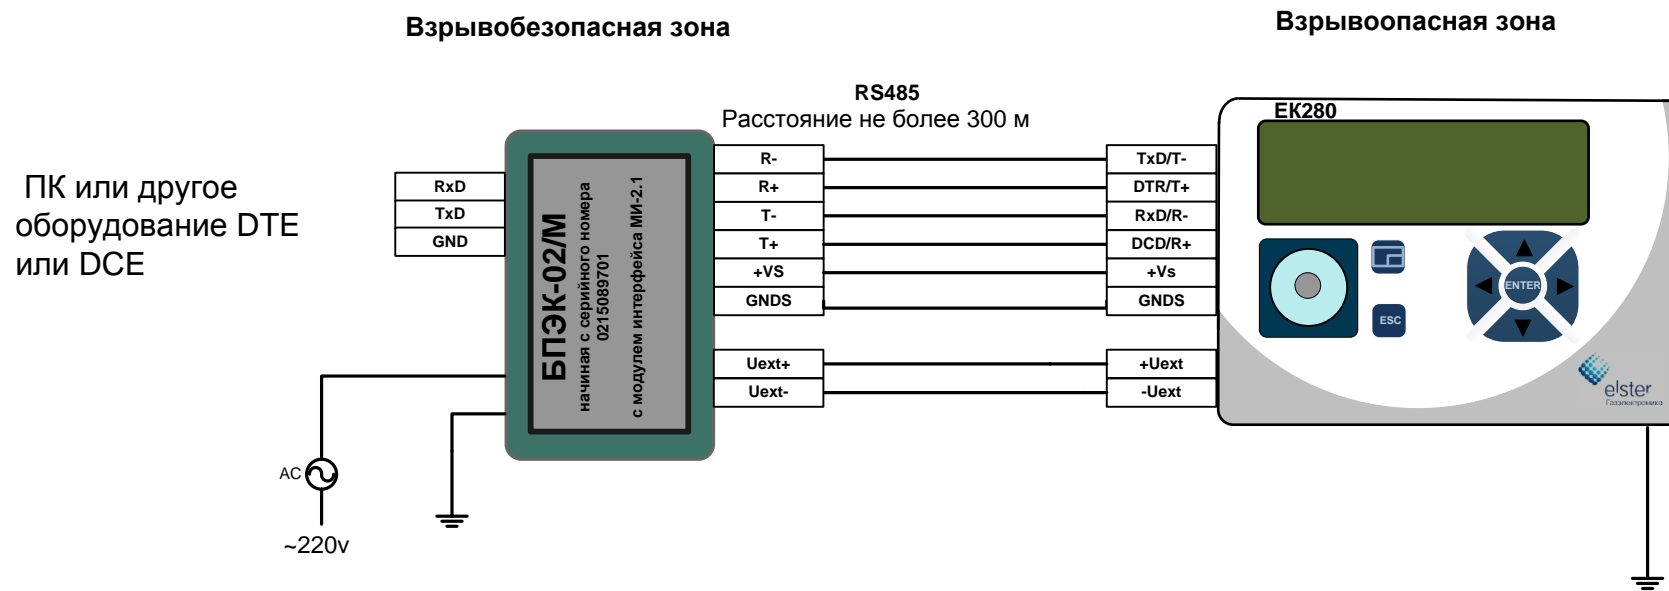 Взрывобезопасная зона
Взрывоопасная зона
RS485
Расстояние не более 300 м
ПК или другое
оборудование DTE
или DCE
RxD
TxD
GND
БПЭК-02/М
начиная с серийного номера
0215089701
с модулем интерфейса МИ-2.1
R-
R+
T-
T+
+VS
GNDS
Uext+
Uext-
TxD/T-
DTR/T+
RxD/R-
DCD/R+
+Vs
GNDS
+Uext
-Uext
ЕК280
ENTER
ESC
elster
Газэлектроника
AC
~220v